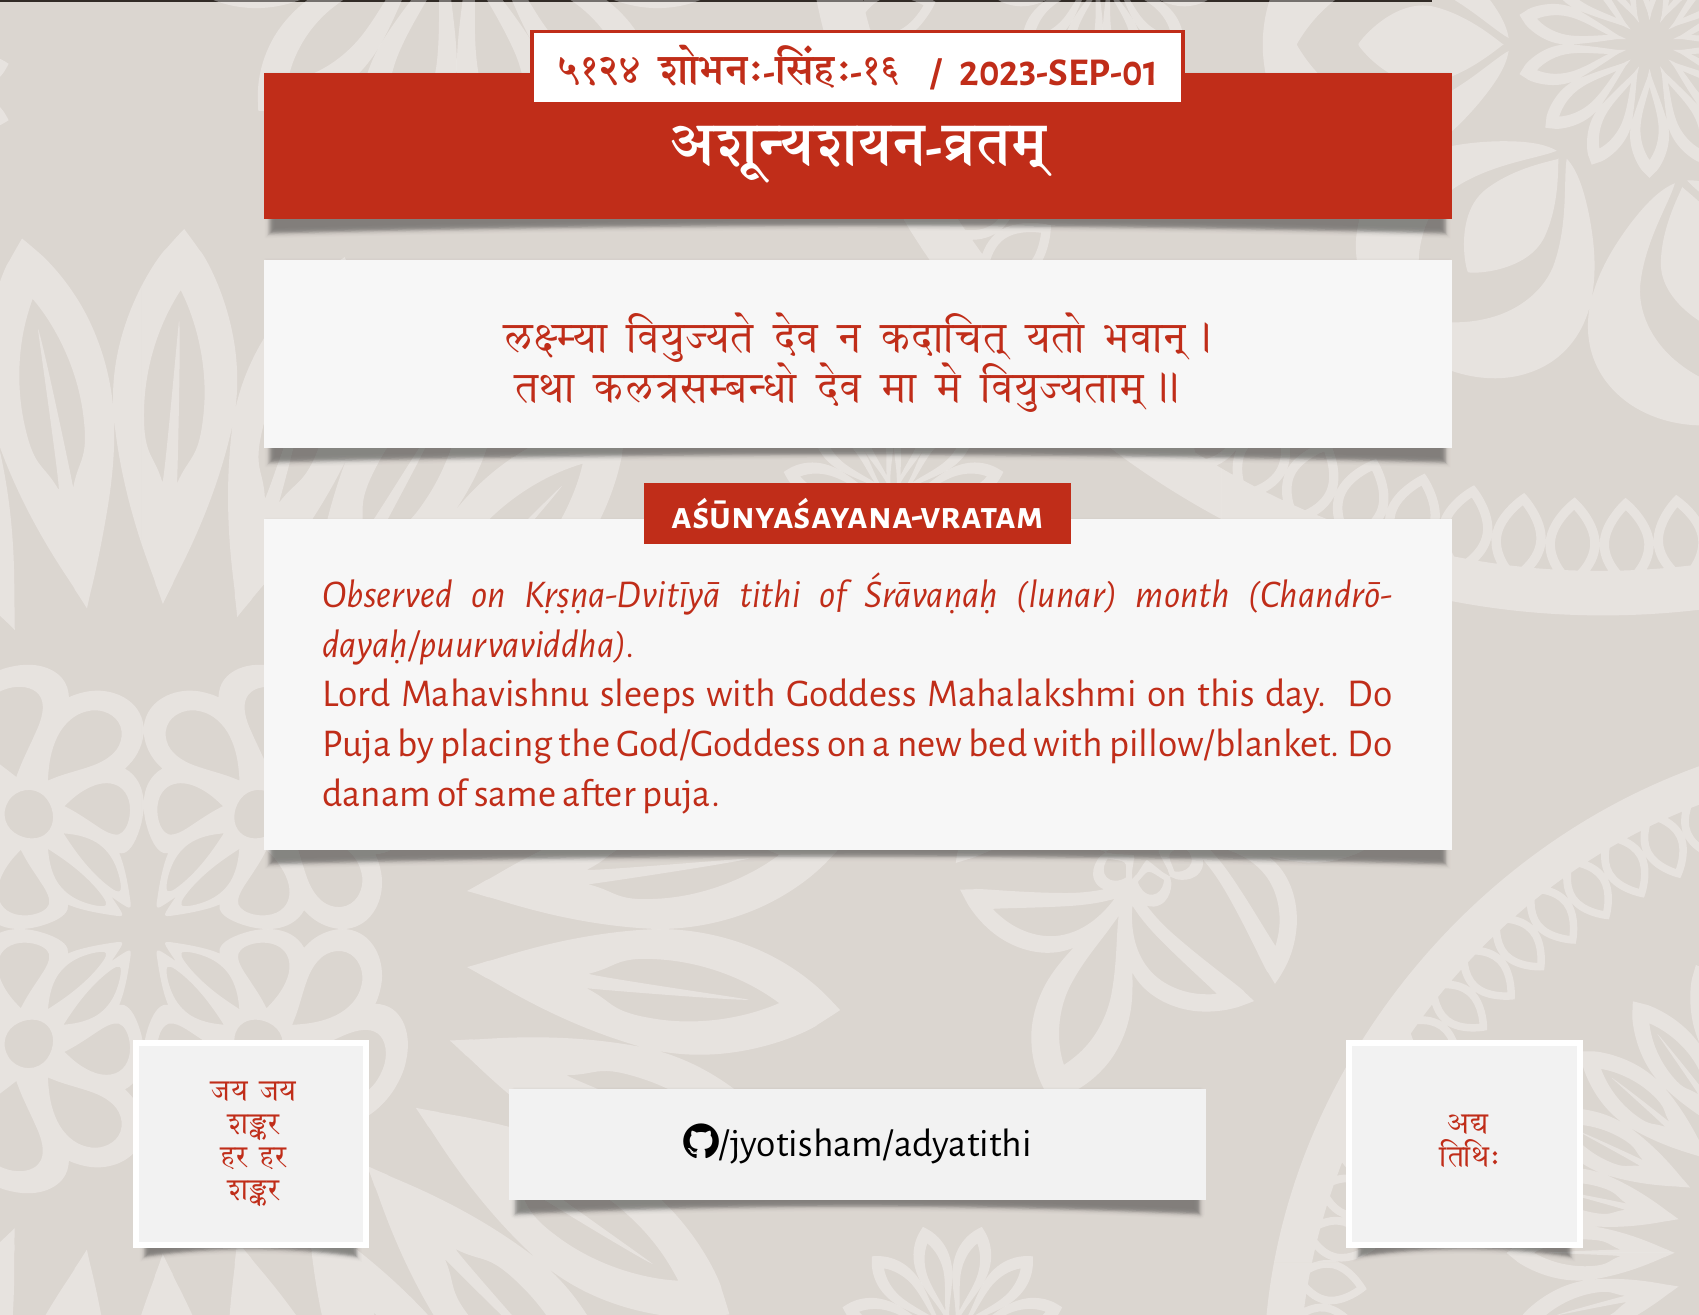 ५१२४ शोभनः-सिंहः-१६ / 2023-SEP-01
अशून्यशयन-व्रतम्
लक्ष्म्या वियुज्यते देव न कदाचित् यतो भवान् ।
तथा कलत्रसम्बन्धो देव मा मे वियुज्यताम् ॥
AŚŪNYAŚAYANA-VRATAM
Observed on Kṛṣṇa-Dvitīyā tithi of Śrāvaṇaḥ (lunar) month (Chandrō-
dayaḥ/puurvaviddha).
Lord Mahavishnu sleeps with Goddess Mahalakshmi on this day. Do
Puja by placing the God/Goddess on a new bed with pillow/blanket. Do
danam of same after puja.
जय जय
शङ्कर
हर हर
शङ्कर
/jyotisham/adyatithi
अद्य
तिथिः